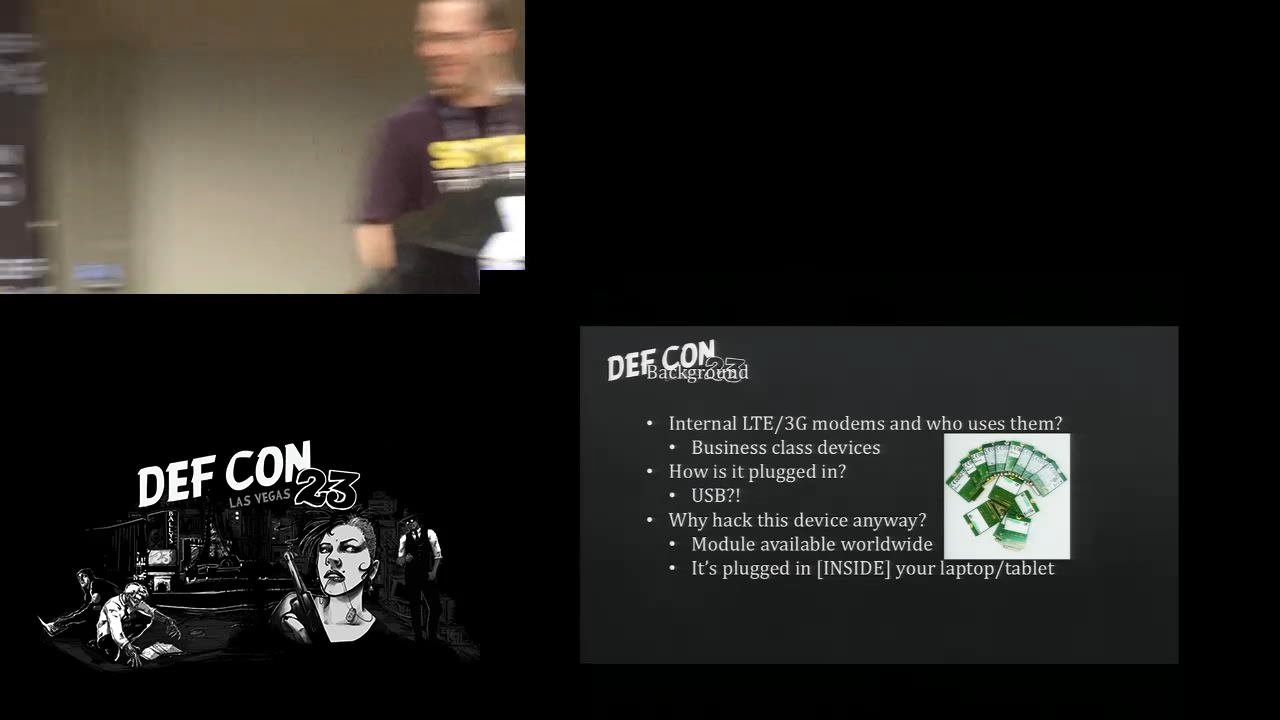 DEF CON 23
Background
• Internal LTE/3G modems and who uses them?
• Business class devices
• How is it plugged in?
• USB?!
• Why hack this device anyway?
• Module available worldwide
• It's plugged in [INSIDE] your laptop/tablet
DEF CON 23
LAS VEGAS
BALLYS
23